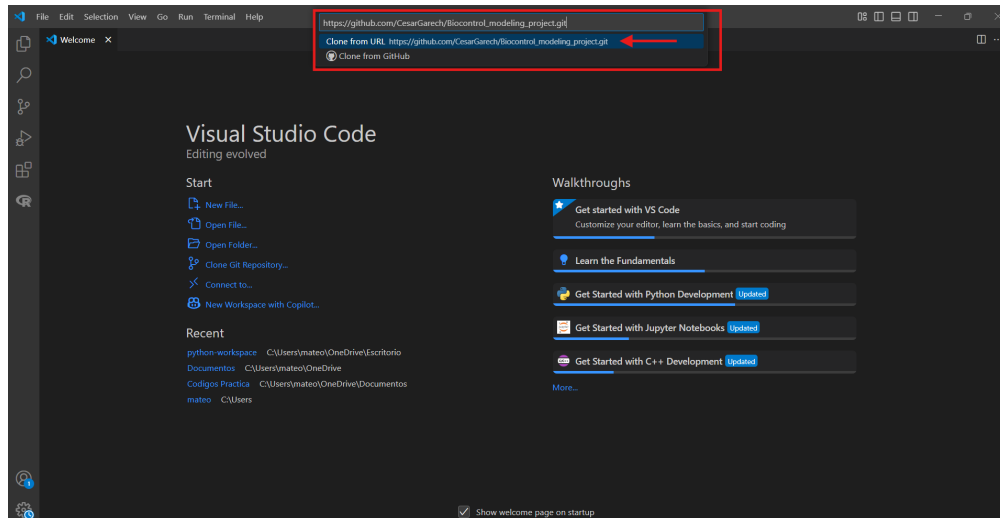 File Edit Selection View Go Run Terminal Help
https://github.com/CesarGarech/Biocontrol_modeling_project.git
Clone from URL https://github.com/CesarGarech/Biocontrol_modeling_project.git
Clone from GitHub
Welcome
Visual Studio Code
Editing evolved
Start
New File...
Open File...
Open Folder...
Clone Git Repository...
Connect to...
New Workspace with Copilot...
Recent
python-workspace C:\Users\mateo\OneDrive\Escritorio
Documentos C:\Users\mateo\OneDrive
Codigos Practica C:\Users\mateo\OneDrive\Documentos
mateo C:\Users
Walkthroughs
Get started with VS Code
Customize your editor, learn the basics, and start coding
Learn the Fundamentals
Get Started with Python Development Updated
Get Started with Jupyter Notebooks Updated
Get Started with C++ Development Updated
More...
1
Show welcome page on startup